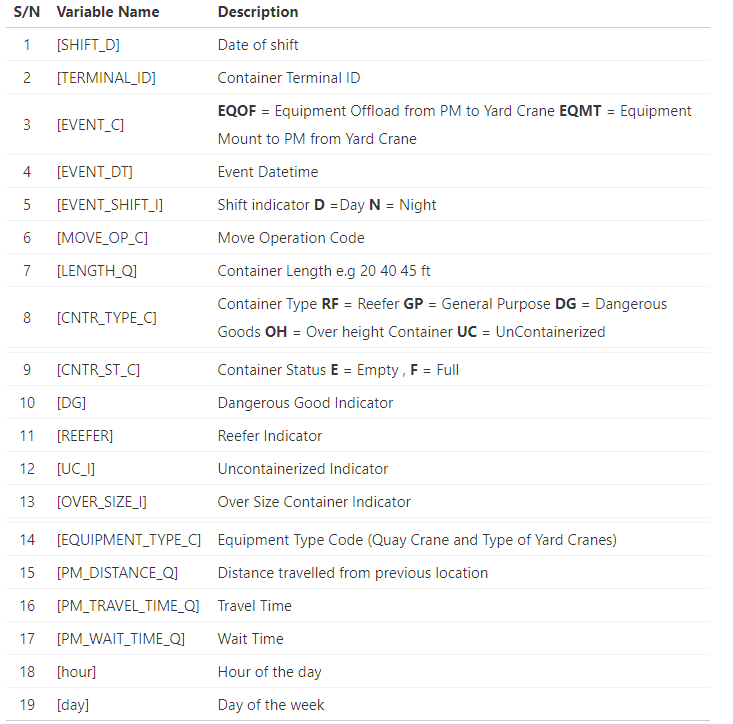 S/N Variable Name Description
1 [SHIFT_D] Date of shift
2 [TERMINAL_ID] Container Terminal ID
3 [EVENT_C] EQOF = Equipment Offload from PM to Yard Crane EQMT = Equipment
Mount to PM from Yard Crane
4 [EVENT_DT] Event Datetime
5 [EVENT_SHIFT_I] Shift indicator D =Day N = Night
6 [MOVE_OP_C] Move Operation Code
7 [LENGTH_Q] Container Length e.g 20 40 45 ft
8 [CNTR_TYPE_C] Container Type RF = Reefer GP = General Purpose DG = Dangerous
Goods OH = Over height Container UC = UnContainerized
9 [CNTR_ST_C] Container Status E = Empty , F = Full
10 [DG] Dangerous Good Indicator
11 [REEFER] Reefer Indicator
12 [UC_I] Uncontainerized Indicator
13 [OVER_SIZE_I] Over Size Container Indicator
14 [EQUIPMENT_TYPE_C] Equipment Type Code (Quay Crane and Type of Yard Cranes)
15 [PM_DISTANCE_Q] Distance travelled from previous location
16 [PM_TRAVEL_TIME_Q] Travel Time
17 [PM_WAIT_TIME_Q] Wait Time
18 [hour] Hour of the day
19 [day] Day of the week